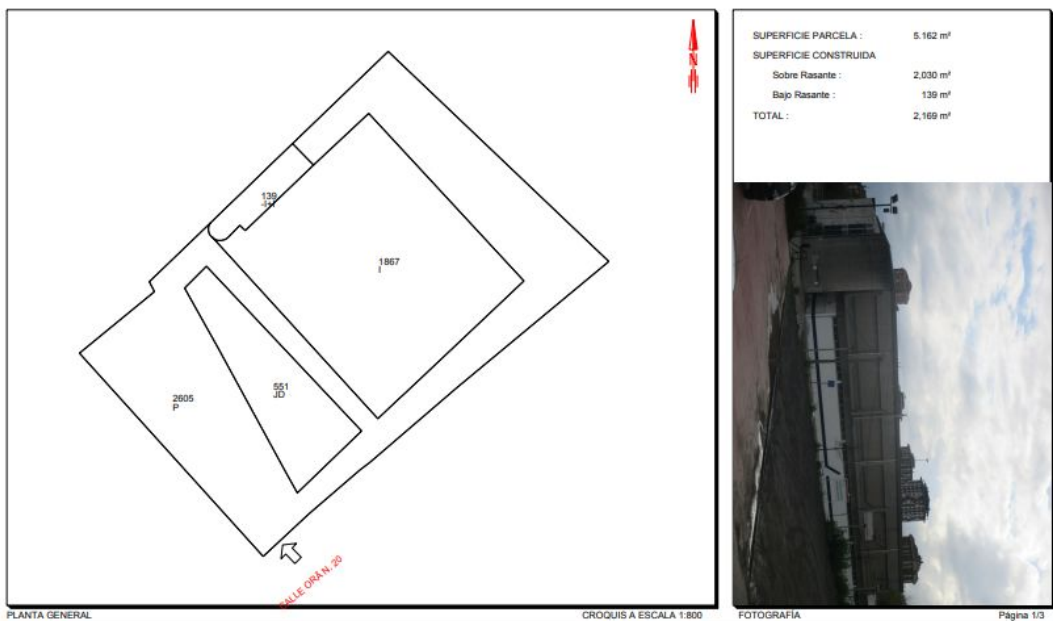 N
139
-I+I
1867
I
551
JD
2605
P
CALLE ORÁN, 20
PLANTA GENERAL
CROQUIS A ESCALA 1:800
SUPERFICIE PARCELA : 5.162 m²
SUPERFICIE CONSTRUIDA
Sobre Rasante : 2,030 m²
Bajo Rasante : 139 m²
TOTAL : 2,169 m²
FOTOGRAFÍA
Página 1/3